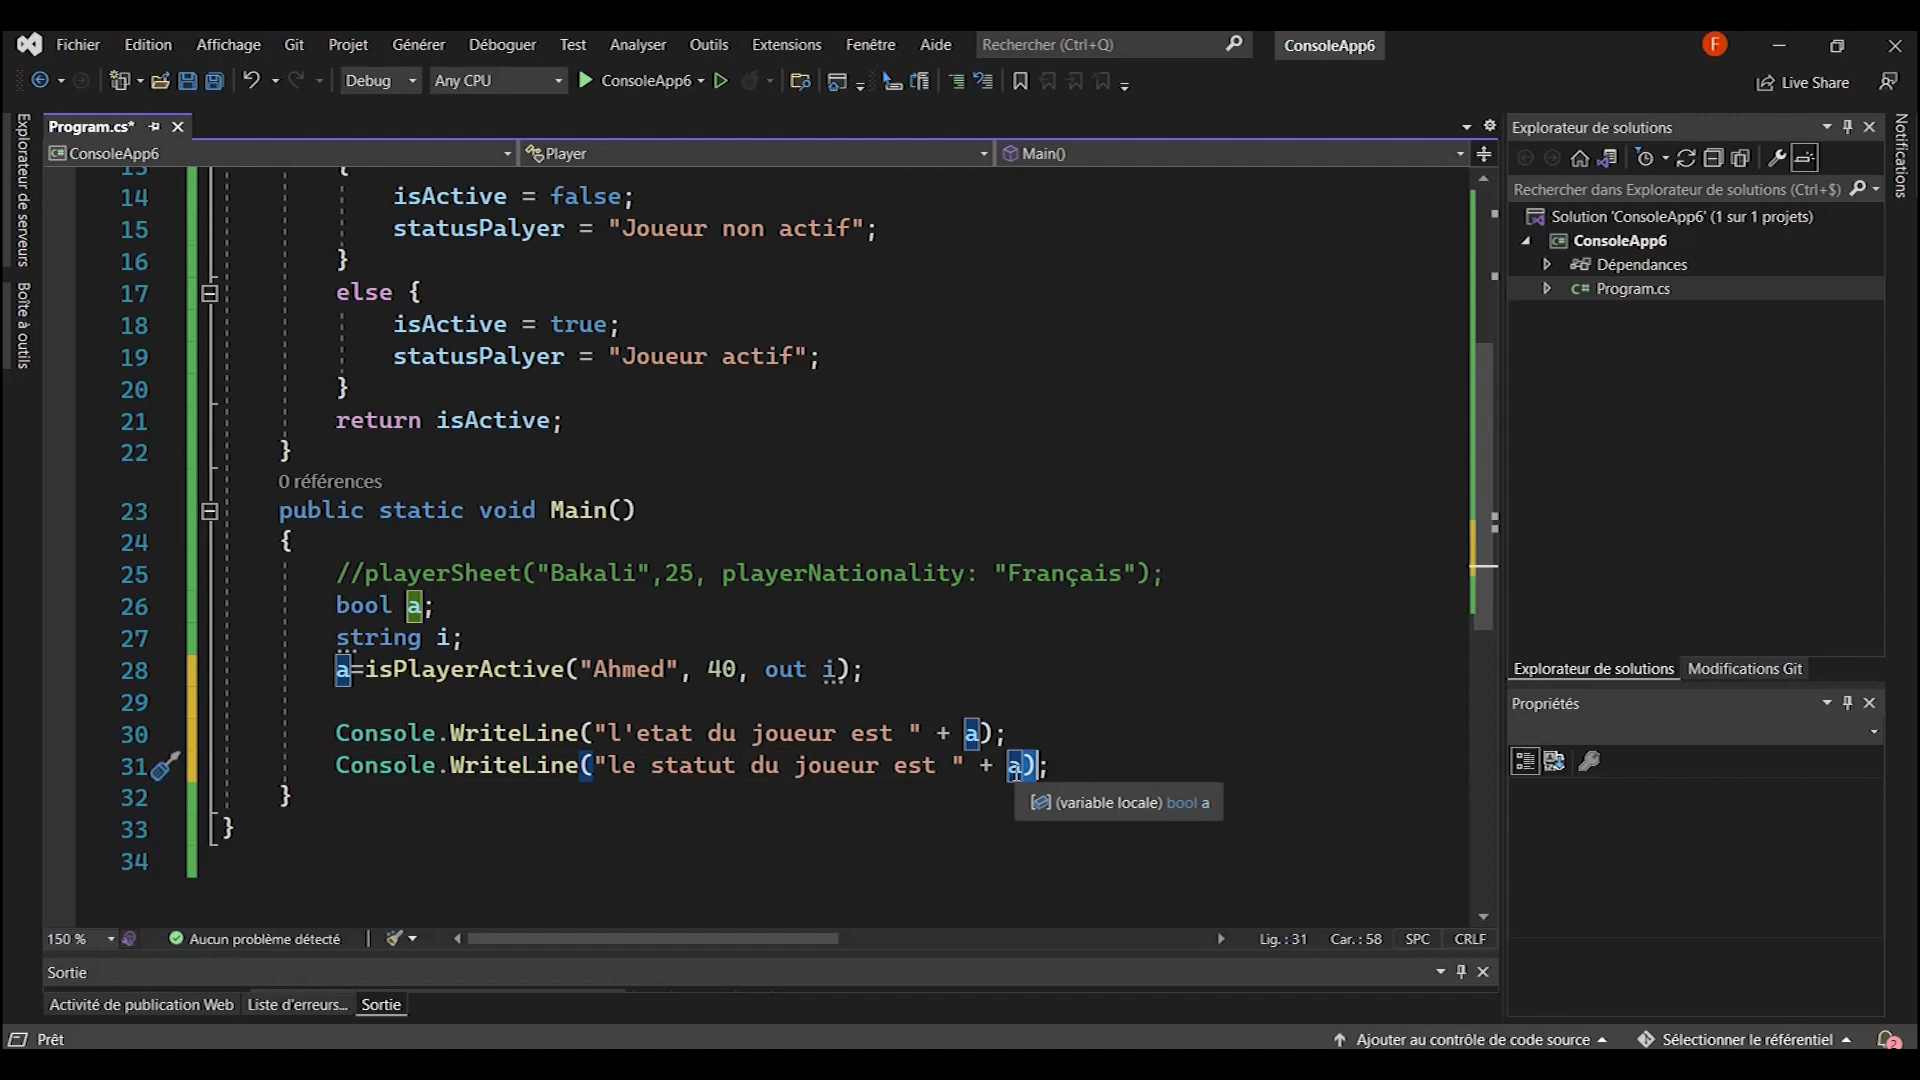 Fichier Edition Affichage Git Projet Générer Déboguer Test Analyser Outils Extensions Fenêtre Aide Rechercher (Ctrl+Q) ConsoleApp6 F
Debug Any CPU ConsoleApp6 Live Share
Explorateur de serveurs
Boîte à outils
Program.cs*
ConsoleApp6 Player Main()
13 {
14 isActive = false;
15 statusPalyer = "Joueur non actif";
16 }
17 else {
18 isActive = true;
19 statusPalyer = "Joueur actif";
20 }
21 return isActive;
22 }
0 références
23 public static void Main()
24 {
25 //playerSheet("Bakali",25, playerNationality: "Français");
26 bool a;
27 string i;
28 a=isPlayerActive("Ahmed", 40, out i);
29
30 Console.WriteLine("l'etat du joueur est " + a);
31 Console.WriteLine("le statut du joueur est " + a);
(variable locale) bool a
32 }
33 }
34
150 % Aucun problème détecté Lig. : 31 Car. : 58 SPC CRLF
Sortie
Activité de publication Web Liste d'erreurs... Sortie
Explorateur de solutions
Rechercher dans Explorateur de solutions (Ctrl+$)
Solution 'ConsoleApp6' (1 sur 1 projets)
ConsoleApp6
Dépendances
C# Program.cs
Explorateur de solutions Modifications Git
Propriétés
Notifications
Prêt Ajouter au contrôle de code source Sélectionner le référentiel 2